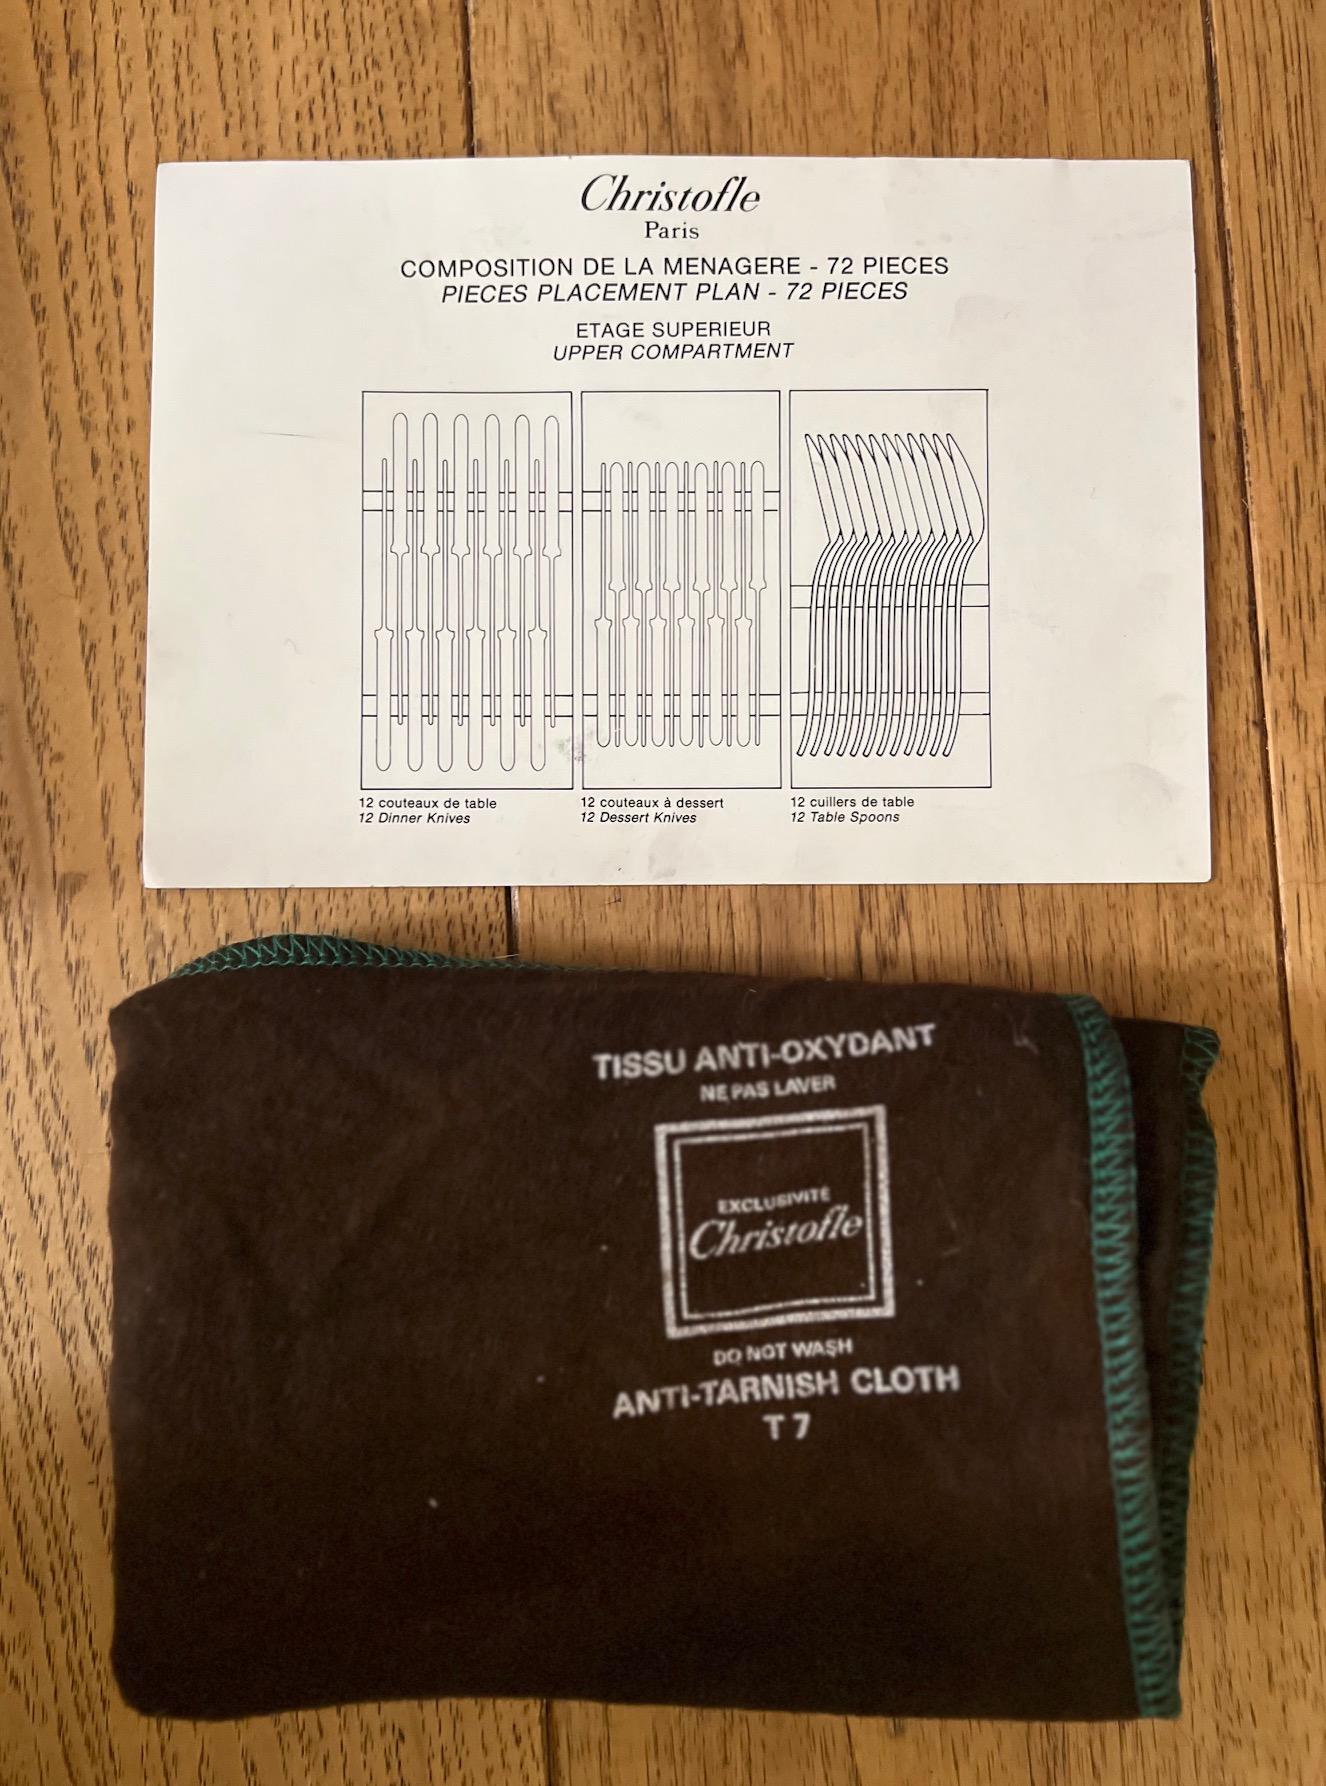 Christofle
Paris
COMPOSITION DE LA MENAGERE - 72 PIECES
PIECES PLACEMENT PLAN - 72 PIECES
ETAGE SUPERIEUR
UPPER COMPARTMENT
12 couteaux de table
12 Dinner Knives
12 couteaux à dessert
12 Dessert Knives
12 cuillers de table
12 Table Spoons
TISSU ANTI-OXYDANT
NE PAS LAVER
EXCLUSIVITÉ
Christofle
DO NOT WASH
ANTI-TARNISH CLOTH
T 7